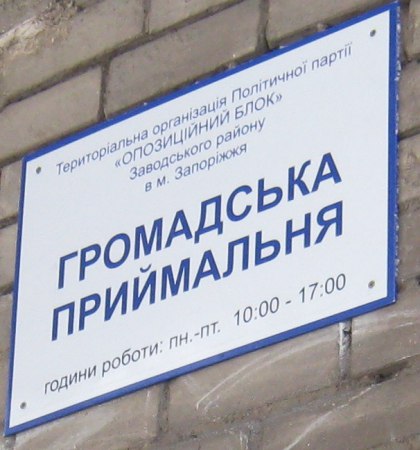 Територіальна організація Політичної партії
«ОПОЗИЦІЙНИЙ БЛОК»
Заводського району
в м. Запоріжжя
ГРОМАДСЬКА
ПРИЙМАЛЬНЯ
години роботи: пн.-пт. 10:00 - 17:00